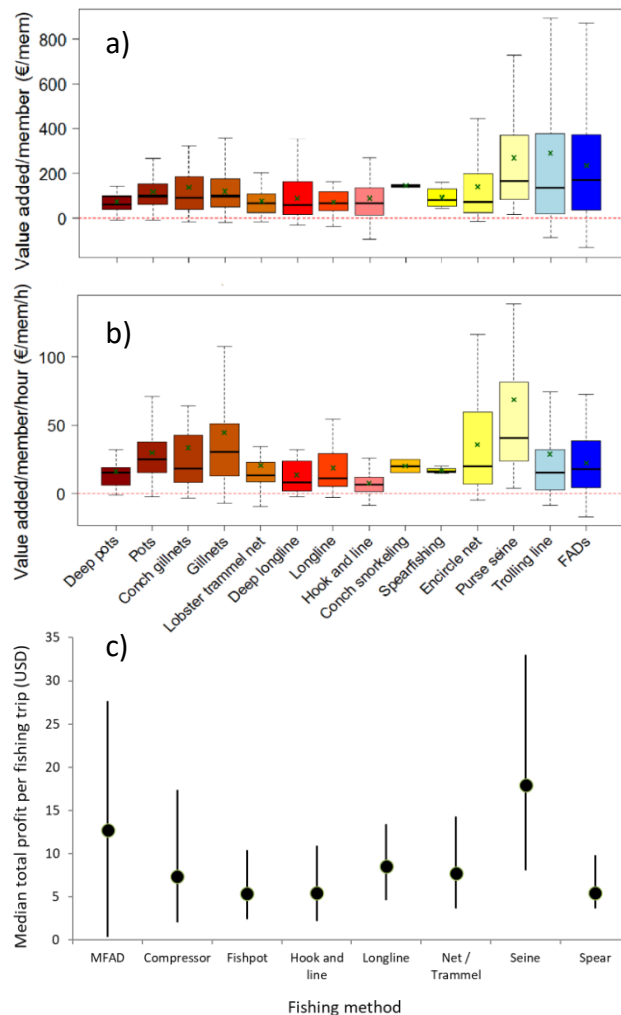 a)
Value added/member (€/mem)
800
600
400
200
0
b)
Value added/member/hour (€/mem/h)
100
50
0
Deep pots
Pots
Conch gillnets
Gillnets
Lobster trammel net
Deep longline
Longline
Hook and line
Conch snorkeling
Spearfishing
Encircle net
Purse seine
Trolling line
FADs
c)
Median total profit per fishing trip (USD)
35
30
25
20
15
10
5
0
MFAD
Compressor
Fishpot
Hook and
line
Longline
Net /
Trammel
Seine
Spear
Fishing method